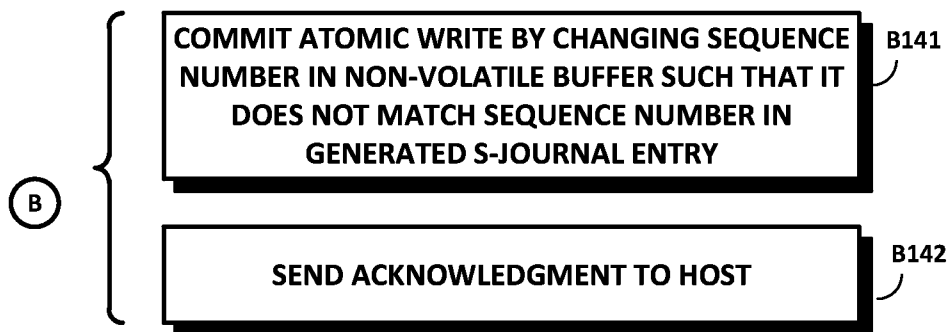 COMMIT ATOMIC WRITE BY CHANGING SEQUENCE
NUMBER IN NON-VOLATILE BUFFER SUCH THAT IT
DOES NOT MATCH SEQUENCE NUMBER IN
GENERATED S-JOURNAL ENTRY
B141
B
SEND ACKNOWLEDGMENT TO HOST
B142